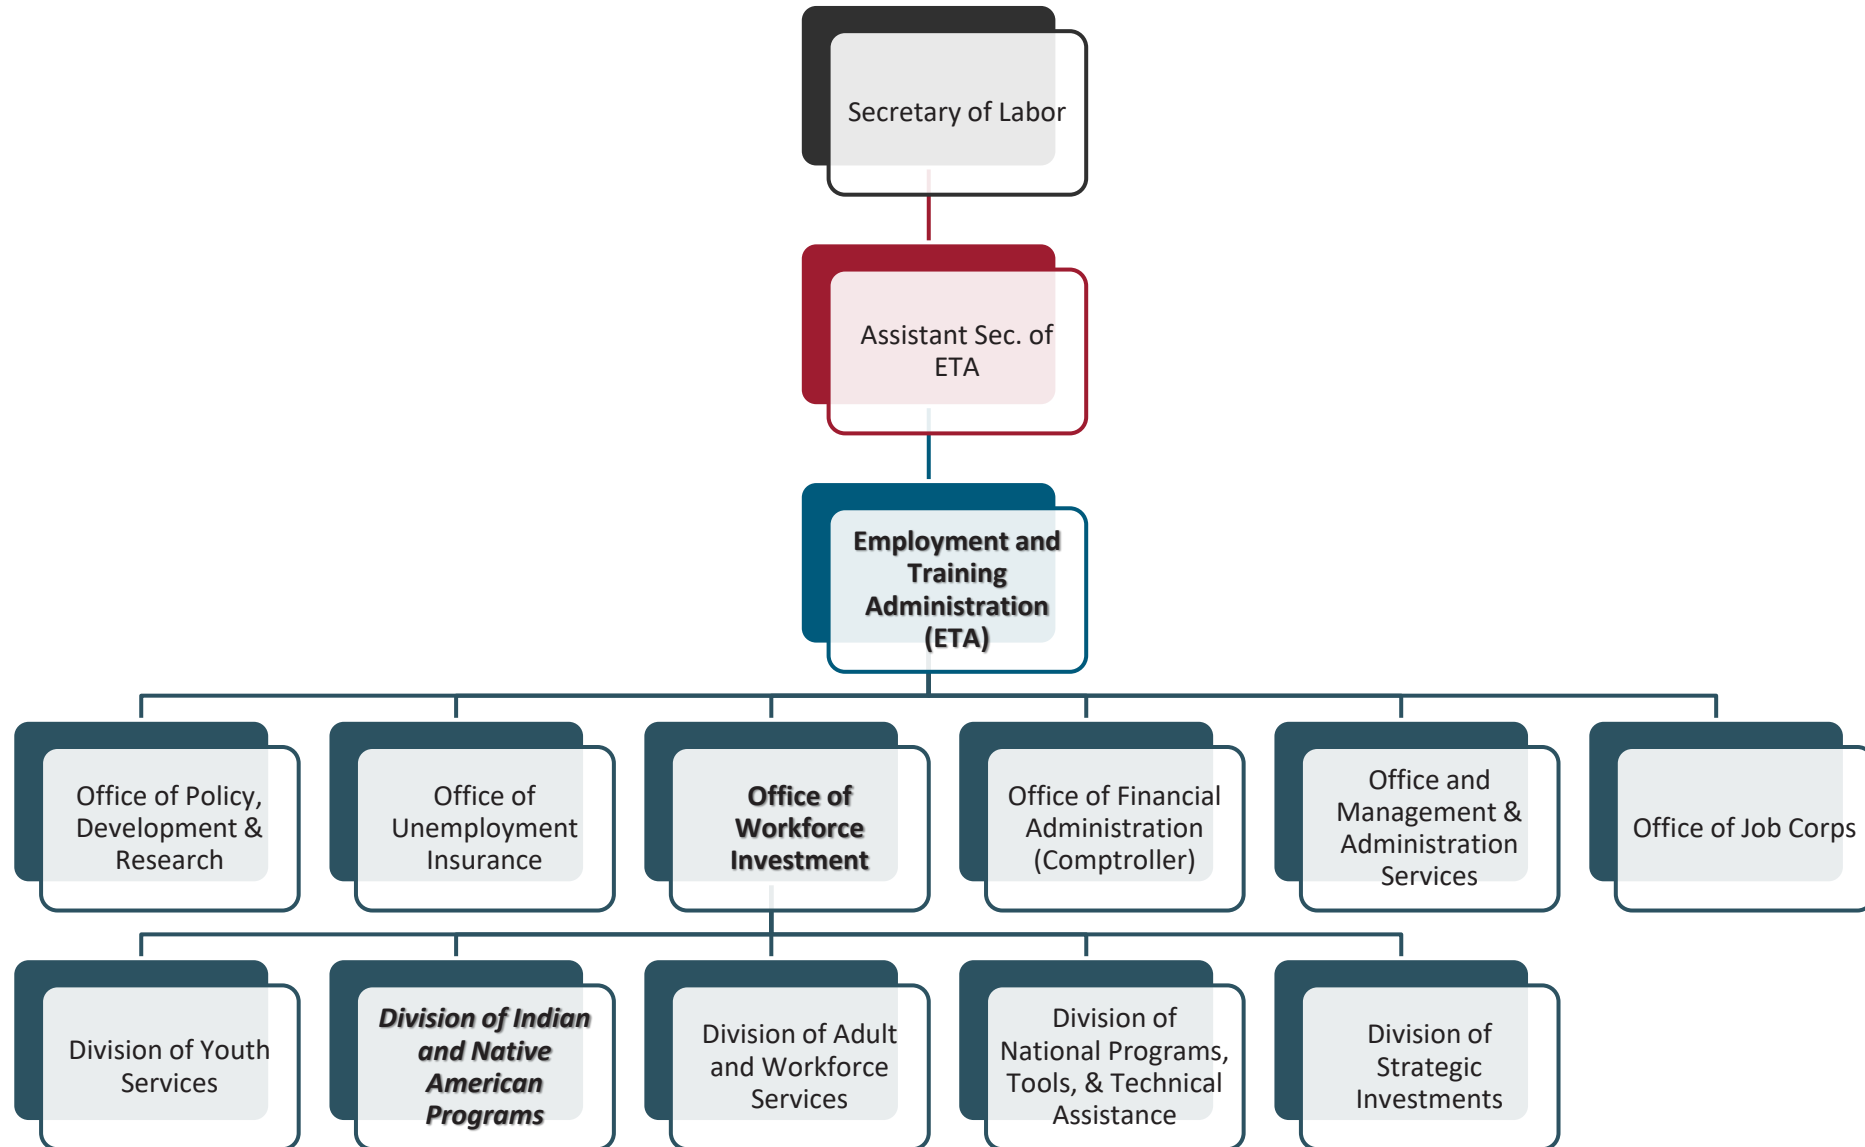 Secretary of Labor
Assistant Sec. of
ETA
Employment and
Training
Administration
(ETA)
Office of Policy,
Development &
Research
Office of
Unemployment
Insurance
Office of
Workforce
Investment
Office of Financial
Administration
(Comptroller)
Office and
Management &
Administration
Services
Office of Job Corps
Division of Youth
Services
Division of Indian
and Native
American
Programs
Division of Adult
and Workforce
Services
Division of
National Programs,
Tools, & Technical
Assistance
Division of
Strategic
Investments